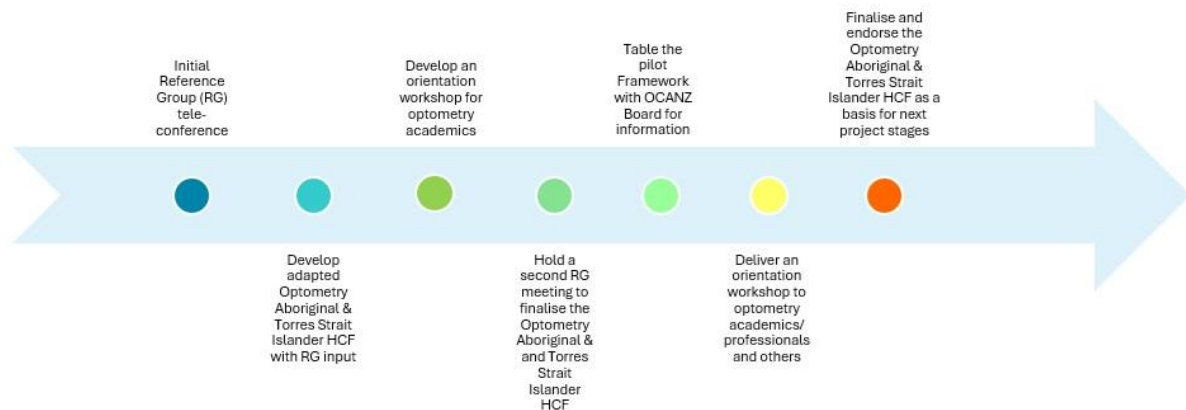 Initial
Reference
Group (RG)
tele-
conference
Develop
adapted
Optometry
Aboriginal &
Torres Strait
Islander HCF
with RG input
Develop an
orientation
workshop for
optometry
academics
Hold a
second RG
meeting to
finalise the
Optometry
Aboriginal &
and Torres
Strait
Islander
HCF
Table the
pilot
Framework
with OCANZ
Board for
information
Deliver an
orientation
workshop to
optometry
academics/
professionals
and others
Finalise and
endorse the
Optometry
Aboriginal &
Torres Strait
Islander HCF as a
basis for next
project stages